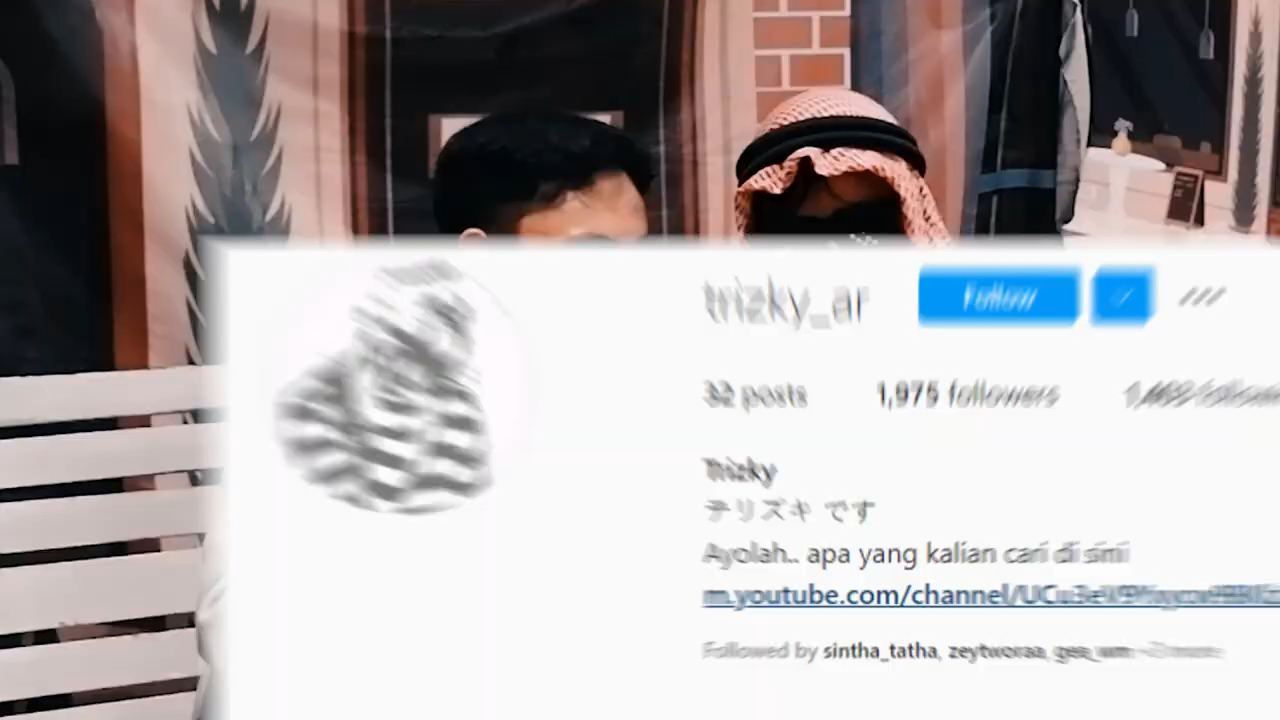 trizky_ar Follow
32 posts 1,975 followers
Trizky
テリズキ です
Ayolah.. apa yang kalian cari di sini
m.youtube.com/channel/
Followed by sintha_tatha, zeytworaa,